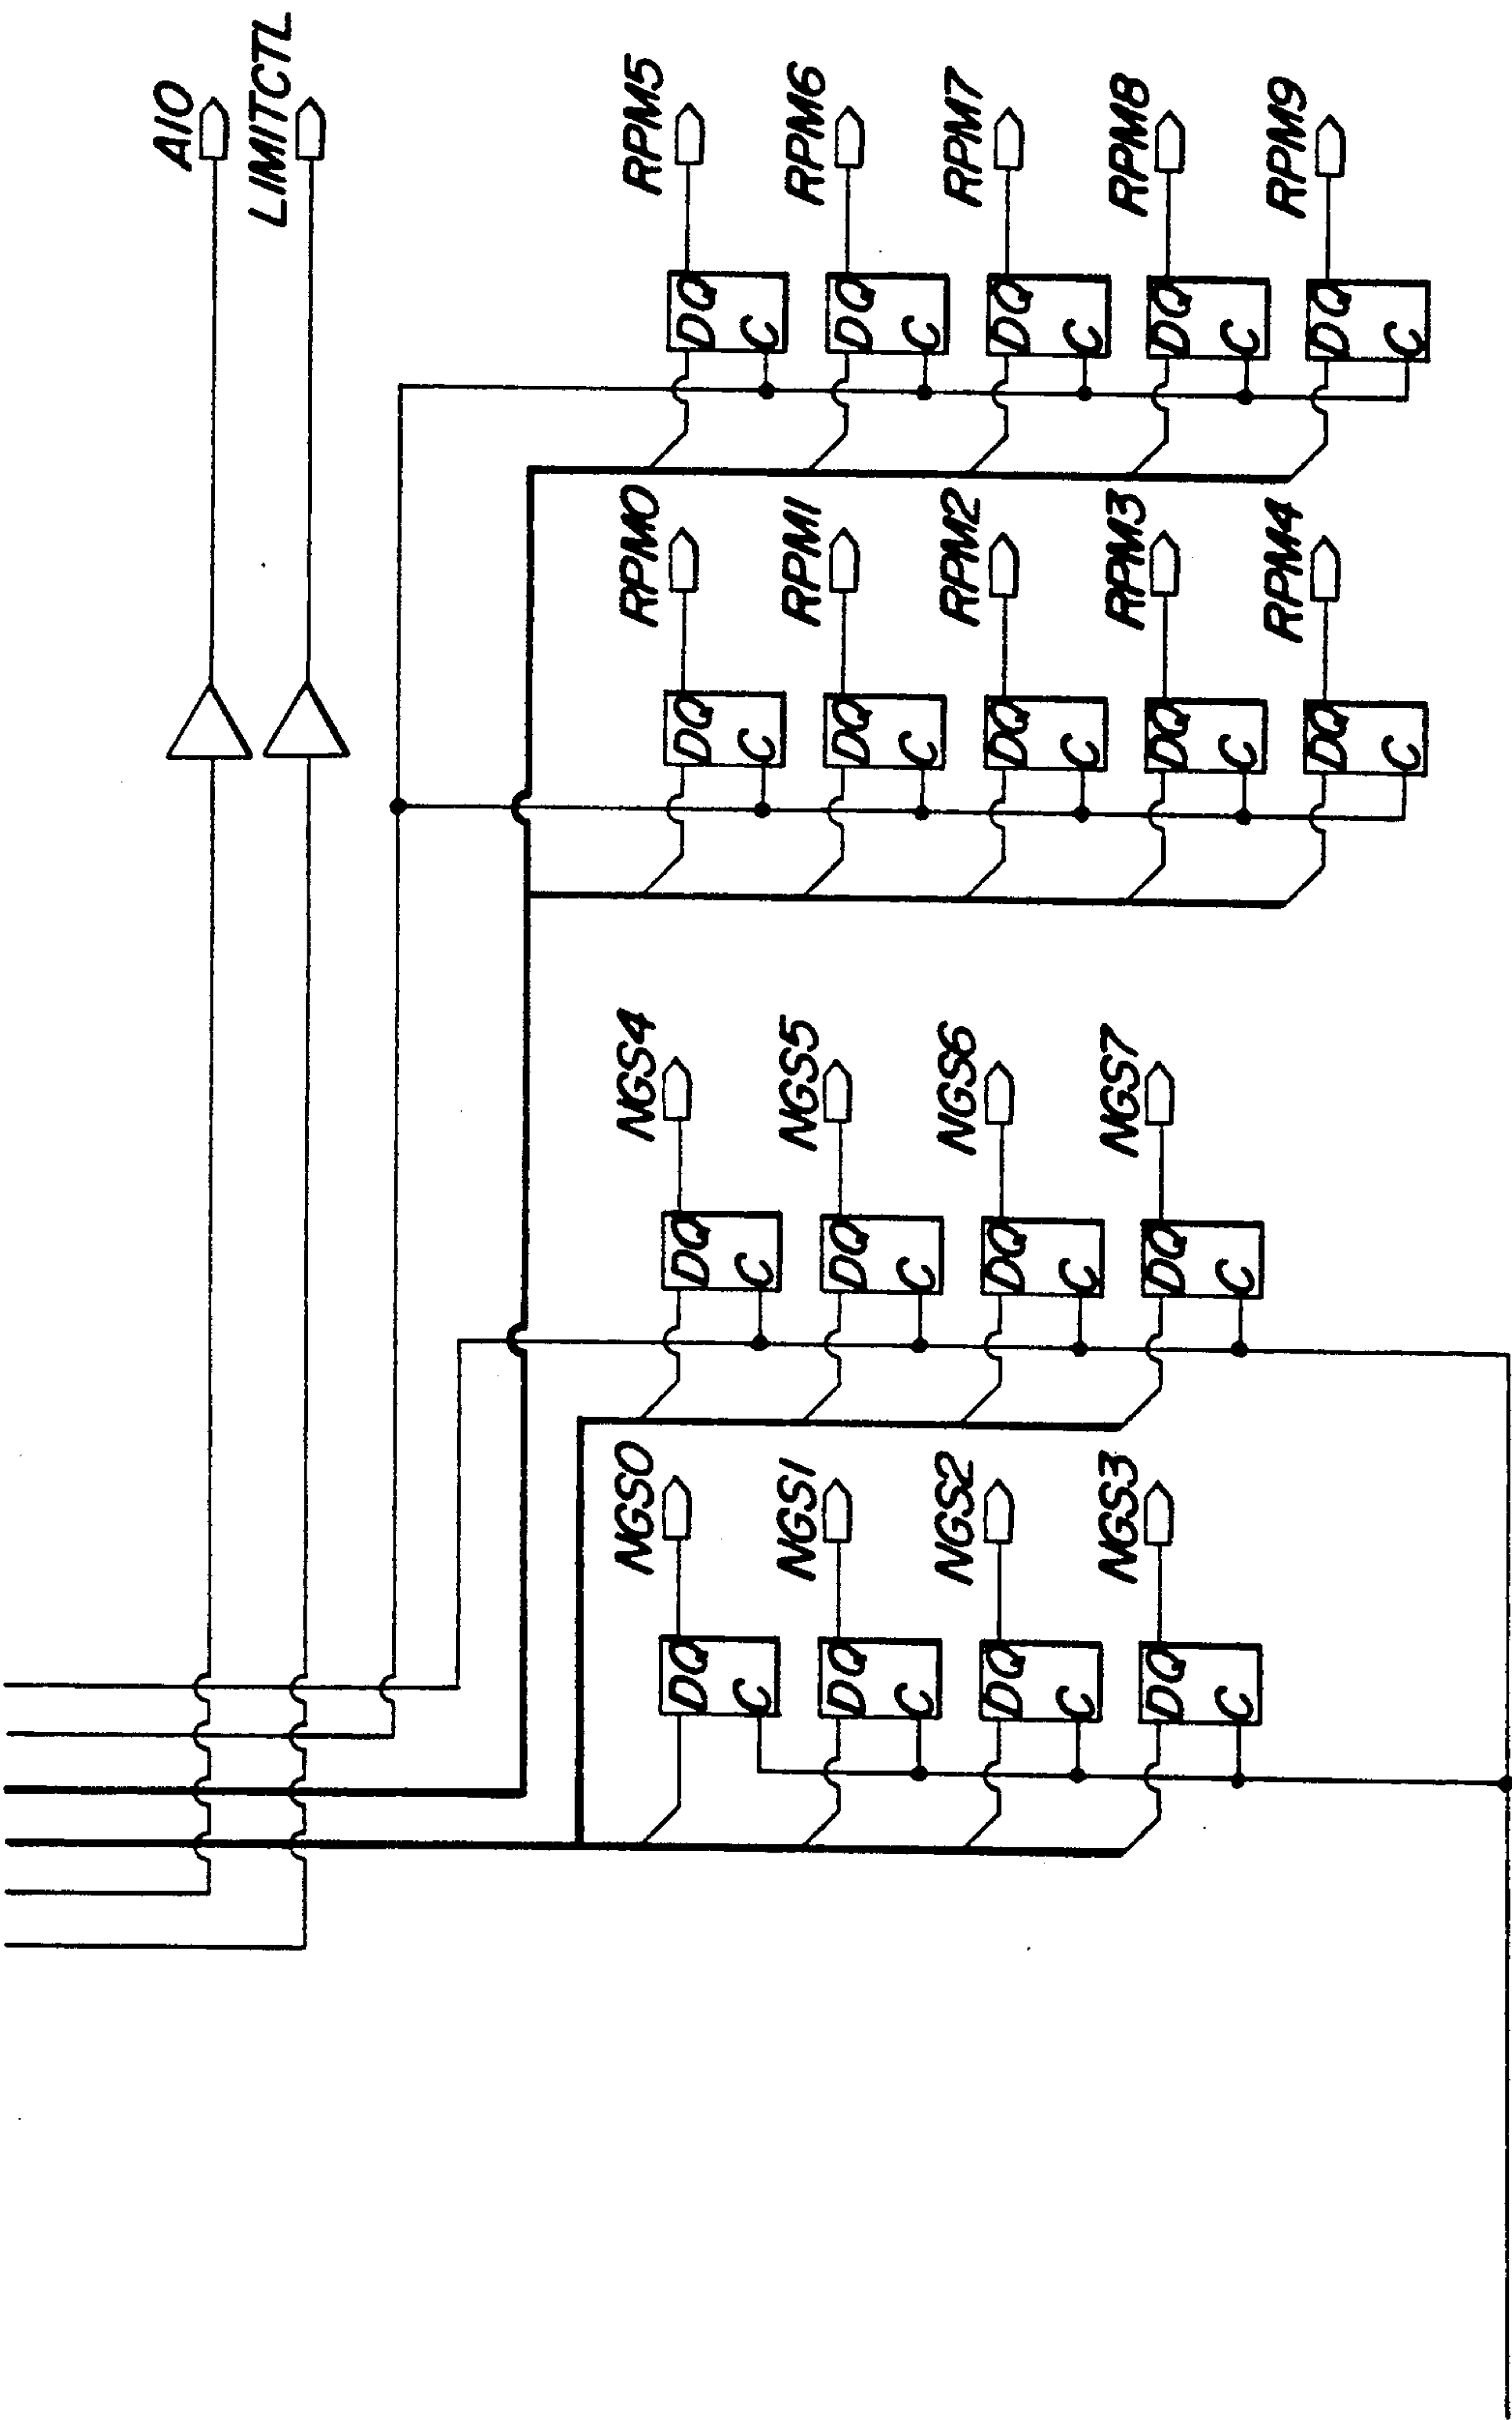 AIO
LIMITCTL
NGS0
DQ
C
NGS4
DQ
C
RPM0
DQ
C
RPM5
DQ
C
NGS1
DQ
C
NGS5
DQ
C
RPM1
DQ
C
RPM6
DQ
C
NGS2
DQ
C
NGS6
DQ
C
RPM2
DQ
C
RPM7
DQ
C
NGS3
DQ
C
NGS7
DQ
C
RPM3
DQ
C
RPM8
DQ
C
RPM4
DQ
C
RPM9
DQ
C